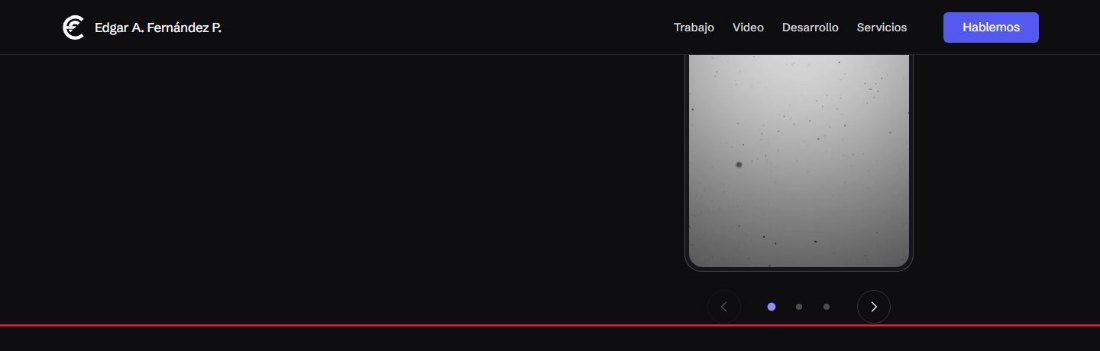 Edgar A. Fernández P.
Trabajo
Video
Desarrollo
Servicios
Hablemos